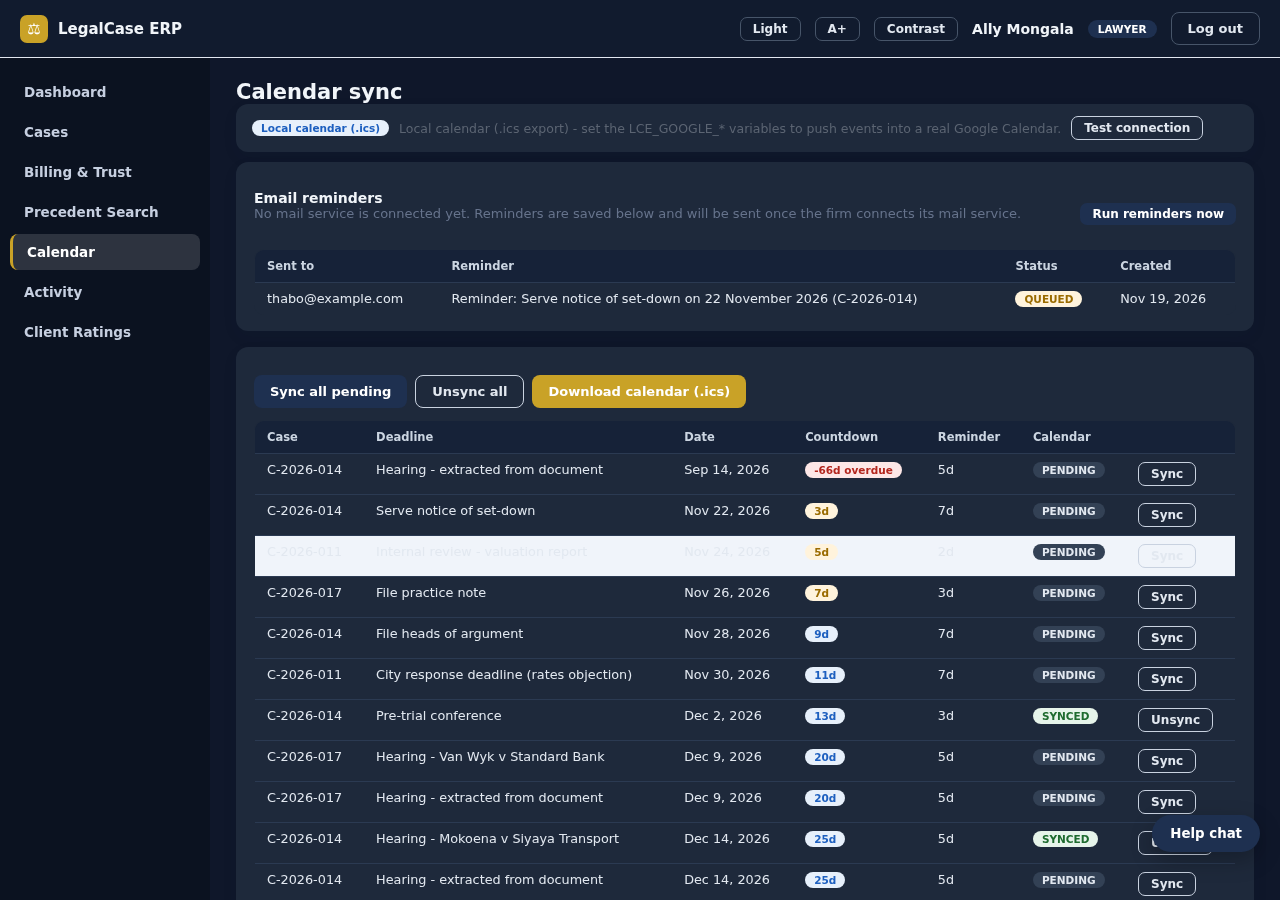 ⚖ LegalCase ERP
Light
A+
Contrast
Ally Mongala
LAWYER
Log out
Dashboard
Cases
Billing & Trust
Precedent Search
Calendar
Activity
Client Ratings
Calendar sync
Local calendar (.ics) Local calendar (.ics export) - set the LCE_GOOGLE_* variables to push events into a real Google Calendar. Test connection
Email reminders
No mail service is connected yet. Reminders are saved below and will be sent once the firm connects its mail service.
Run reminders now
Sent to Reminder Status Created
thabo@example.com Reminder: Serve notice of set-down on 22 November 2026 (C-2026-014) QUEUED Nov 19, 2026
Sync all pending Unsync all Download calendar (.ics)
Case Deadline Date Countdown Reminder Calendar
C-2026-014 Hearing - extracted from document Sep 14, 2026 -66d overdue 5d PENDING Sync
C-2026-014 Serve notice of set-down Nov 22, 2026 3d 7d PENDING Sync
C-2026-011 Internal review - valuation report Nov 24, 2026 5d 2d PENDING Sync
C-2026-017 File practice note Nov 26, 2026 7d 3d PENDING Sync
C-2026-014 File heads of argument Nov 28, 2026 9d 7d PENDING Sync
C-2026-011 City response deadline (rates objection) Nov 30, 2026 11d 7d PENDING Sync
C-2026-014 Pre-trial conference Dec 2, 2026 13d 3d SYNCED Unsync
C-2026-017 Hearing - Van Wyk v Standard Bank Dec 9, 2026 20d 5d PENDING Sync
C-2026-017 Hearing - extracted from document Dec 9, 2026 20d 5d PENDING Sync
C-2026-014 Hearing - Mokoena v Siyaya Transport Dec 14, 2026 25d 5d SYNCED
Help chat
C-2026-014 Hearing - extracted from document Dec 14, 2026 25d 5d PENDING Sync